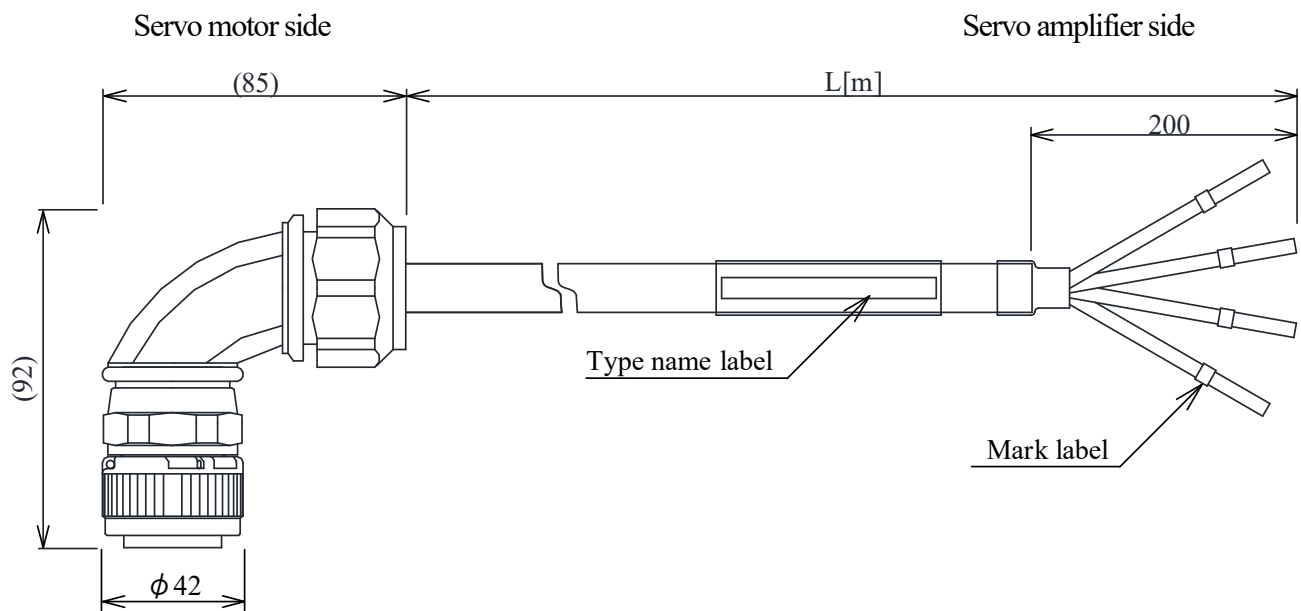 Servo motor side
Servo amplifier side
(85)
L[m]
200
(92)
Type name label
Mark label
ϕ42